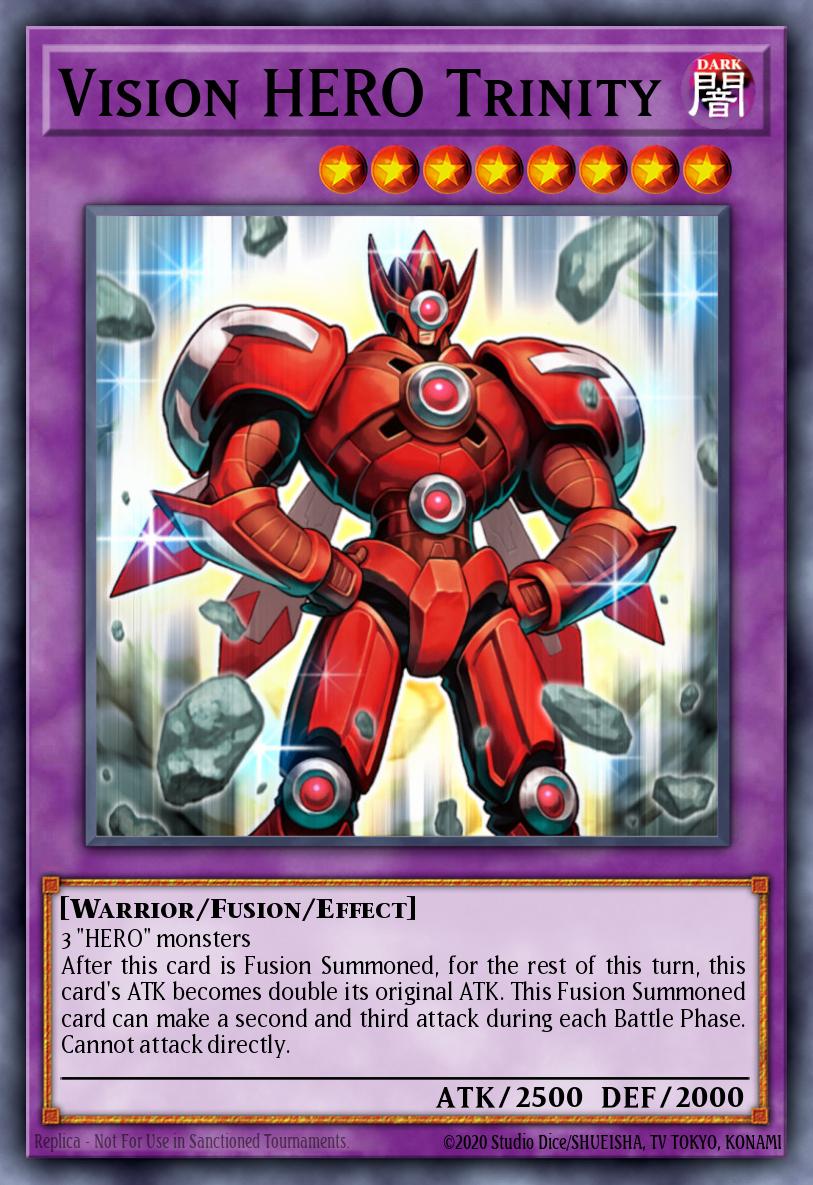 Vision HERO Trinity
DARK
闇
[Warrior/Fusion/Effect]
3 "HERO" monsters
After this card is Fusion Summoned, for the rest of this turn, this
card's ATK becomes double its original ATK. This Fusion Summoned
card can make a second and third attack during each Battle Phase.
Cannot attack directly.
ATK/2500 DEF/2000
Replica - Not For Use in Sanctioned Tournaments.
©2020 Studio Dice/SHUEISHA, TV TOKYO, KONAMI